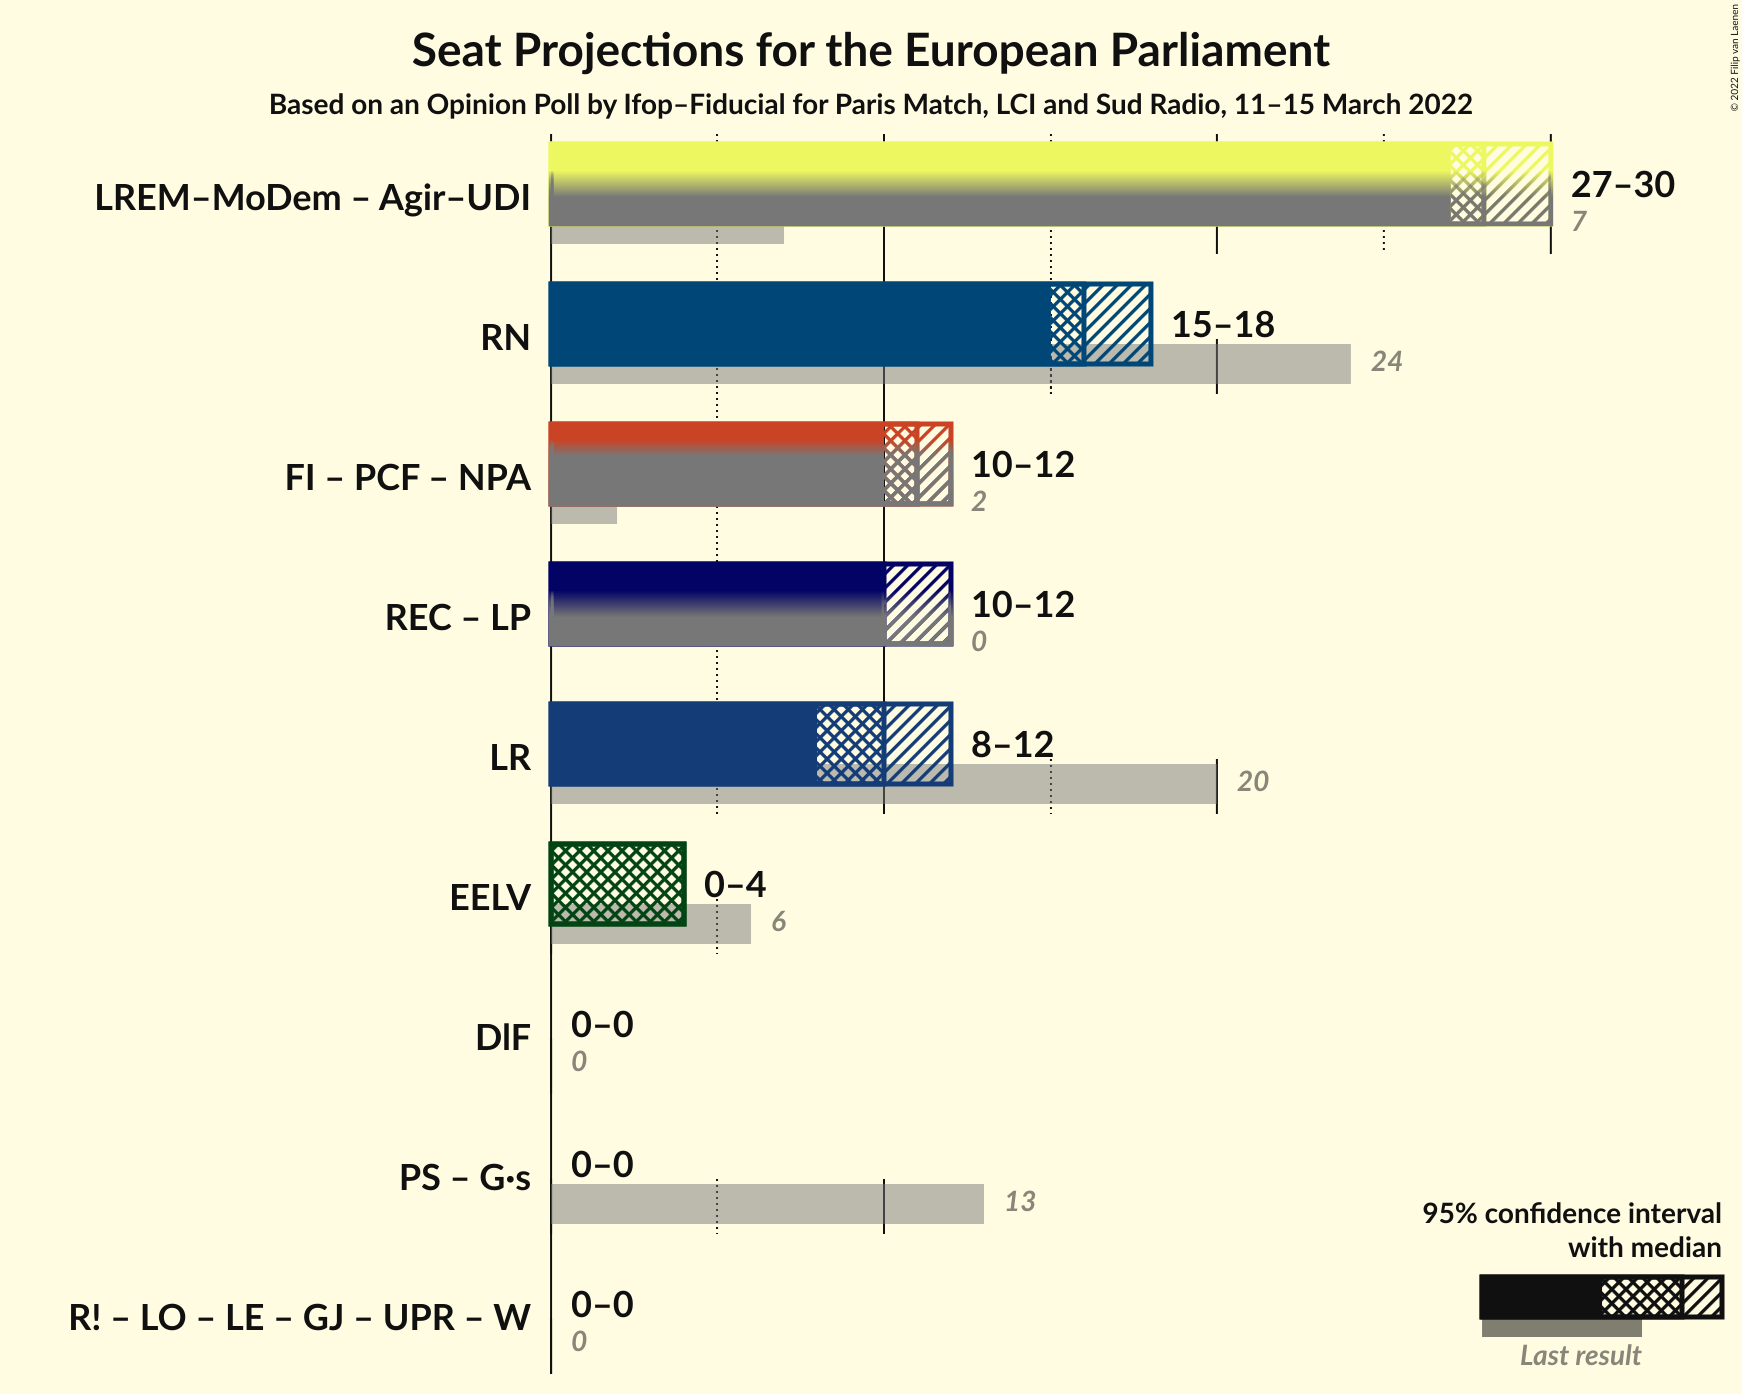 Seat Projections for the European Parliament
Based on an Opinion Poll by Ifop–Fiducial for Paris Match, LCI and Sud Radio, 11–15 March 2022
© 2022 Filip van Laenen
LREM–MoDem – Agir–UDI
27–30
7
RN
15–18
24
FI – PCF – NPA
10–12
2
REC – LP
10–12
0
LR
8–12
20
EELV
0–4
6
DlF
0–0
0
PS – G·s
0–0
13
R! – LO – LE – GJ – UPR – W
0–0
0
95% confidence interval
with median
Last result